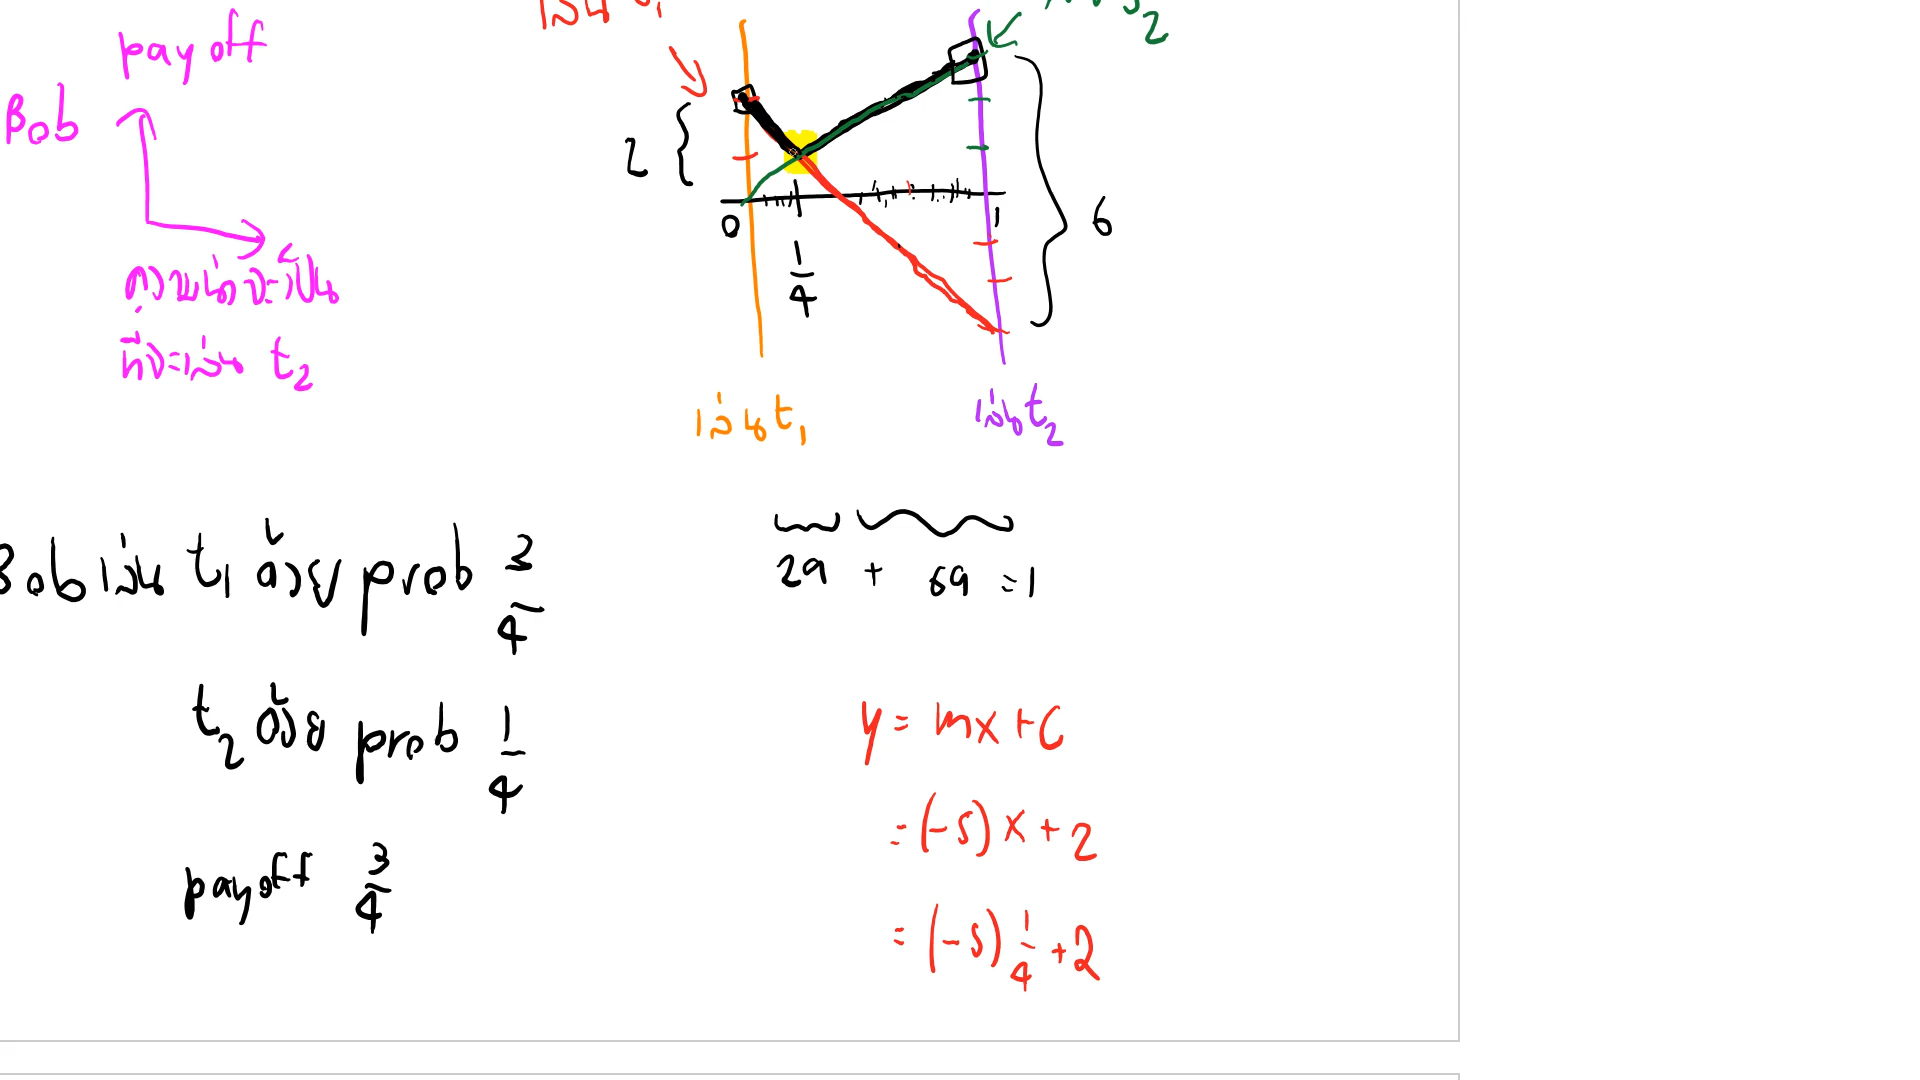 pay off
Bob
ความน่าจะเป็น
ที่จะเล่น t₂
2
6
0
1
1/4
เล่น t₁
เล่น t₂
2a + 6a = 1
Bob เล่น t₁ ด้วย prob 3/4
t₂ ด้วย prob 1/4
payoff 3/4
y = mx + c
= (-5) x + 2
= (-5) 1/4 + 2